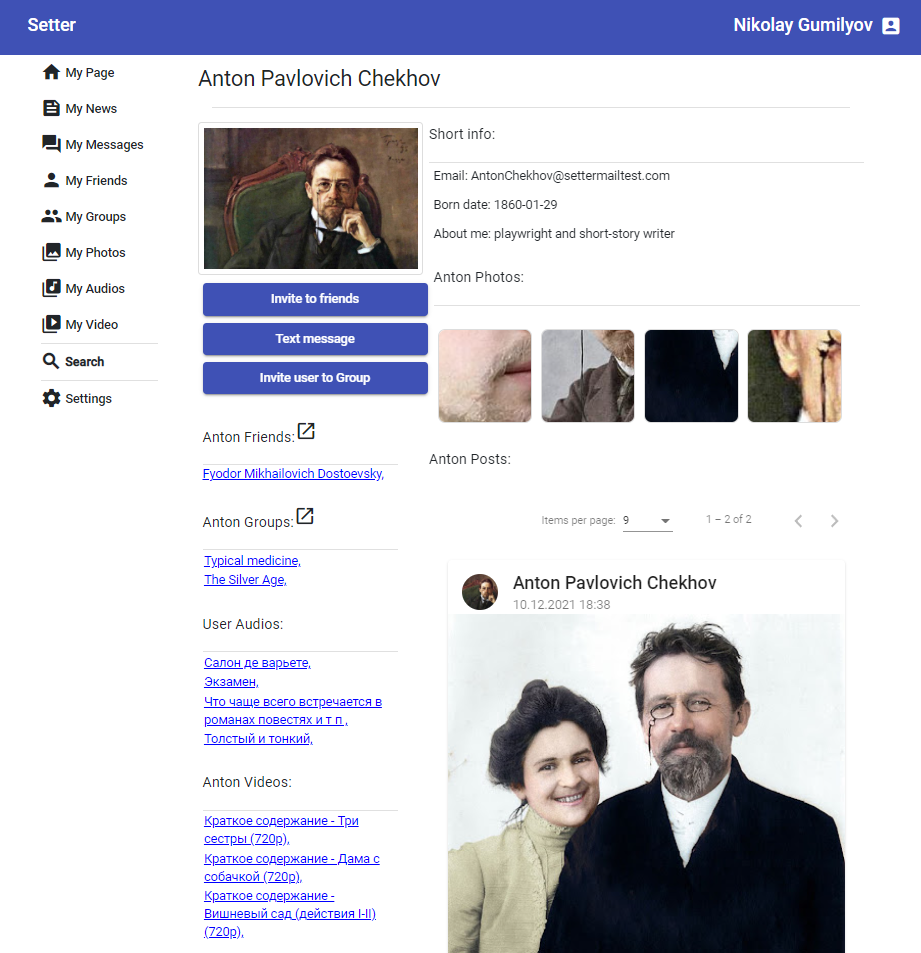 Setter
Nikolay Gumilyov
My Page
My News
My Messages
My Friends
My Groups
My Photos
My Audios
My Video
Search
Settings
Anton Pavlovich Chekhov
Invite to friends
Text message
Invite user to Group
Anton Friends:
Fyodor Mikhailovich Dostoevsky,
Anton Groups:
Typical medicine,
The Silver Age,
User Audios:
Салон де варьете,
Экзамен,
Что чаще всего встречается в
романах повестях и т п ,
Толстый и тонкий,
Anton Videos:
Краткое содержание - Три
сестры (720p),
Краткое содержание - Дама с
собачкой (720p),
Краткое содержание -
Вишневый сад (действия I-II)
(720p),
Short info:
Email: AntonChekhov@settermailtest.com
Born date: 1860-01-29
About me: playwright and short-story writer
Anton Photos:
Anton Posts:
Items per page: 9
1 – 2 of 2
Anton Pavlovich Chekhov
10.12.2021 18:38